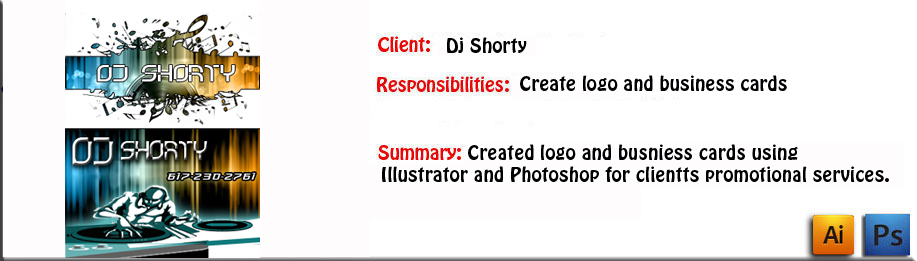 DJ SHORTY
DJ SHORTY
617-230-2761
Client: Dj Shorty
Responsibilities: Create logo and business cards
Summary: Created logo and busniess cards using
Illustrator and Photoshop for clientts promotional services.
Ai Ps